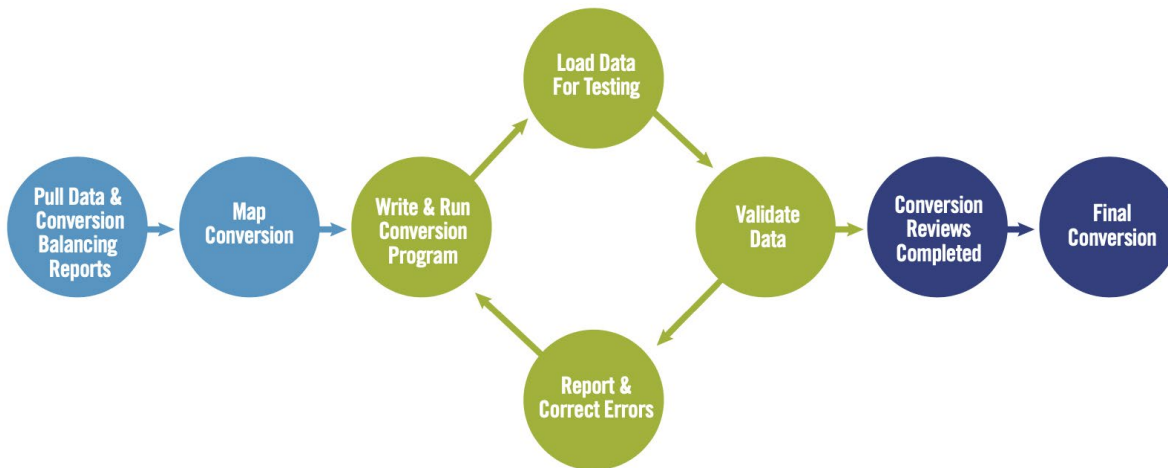 Pull Data &
Conversion
Balancing
Reports
Map
Conversion
Write & Run
Conversion
Program
Load Data
For Testing
Validate
Data
Report &
Correct Errors
Conversion
Reviews
Completed
Final
Conversion